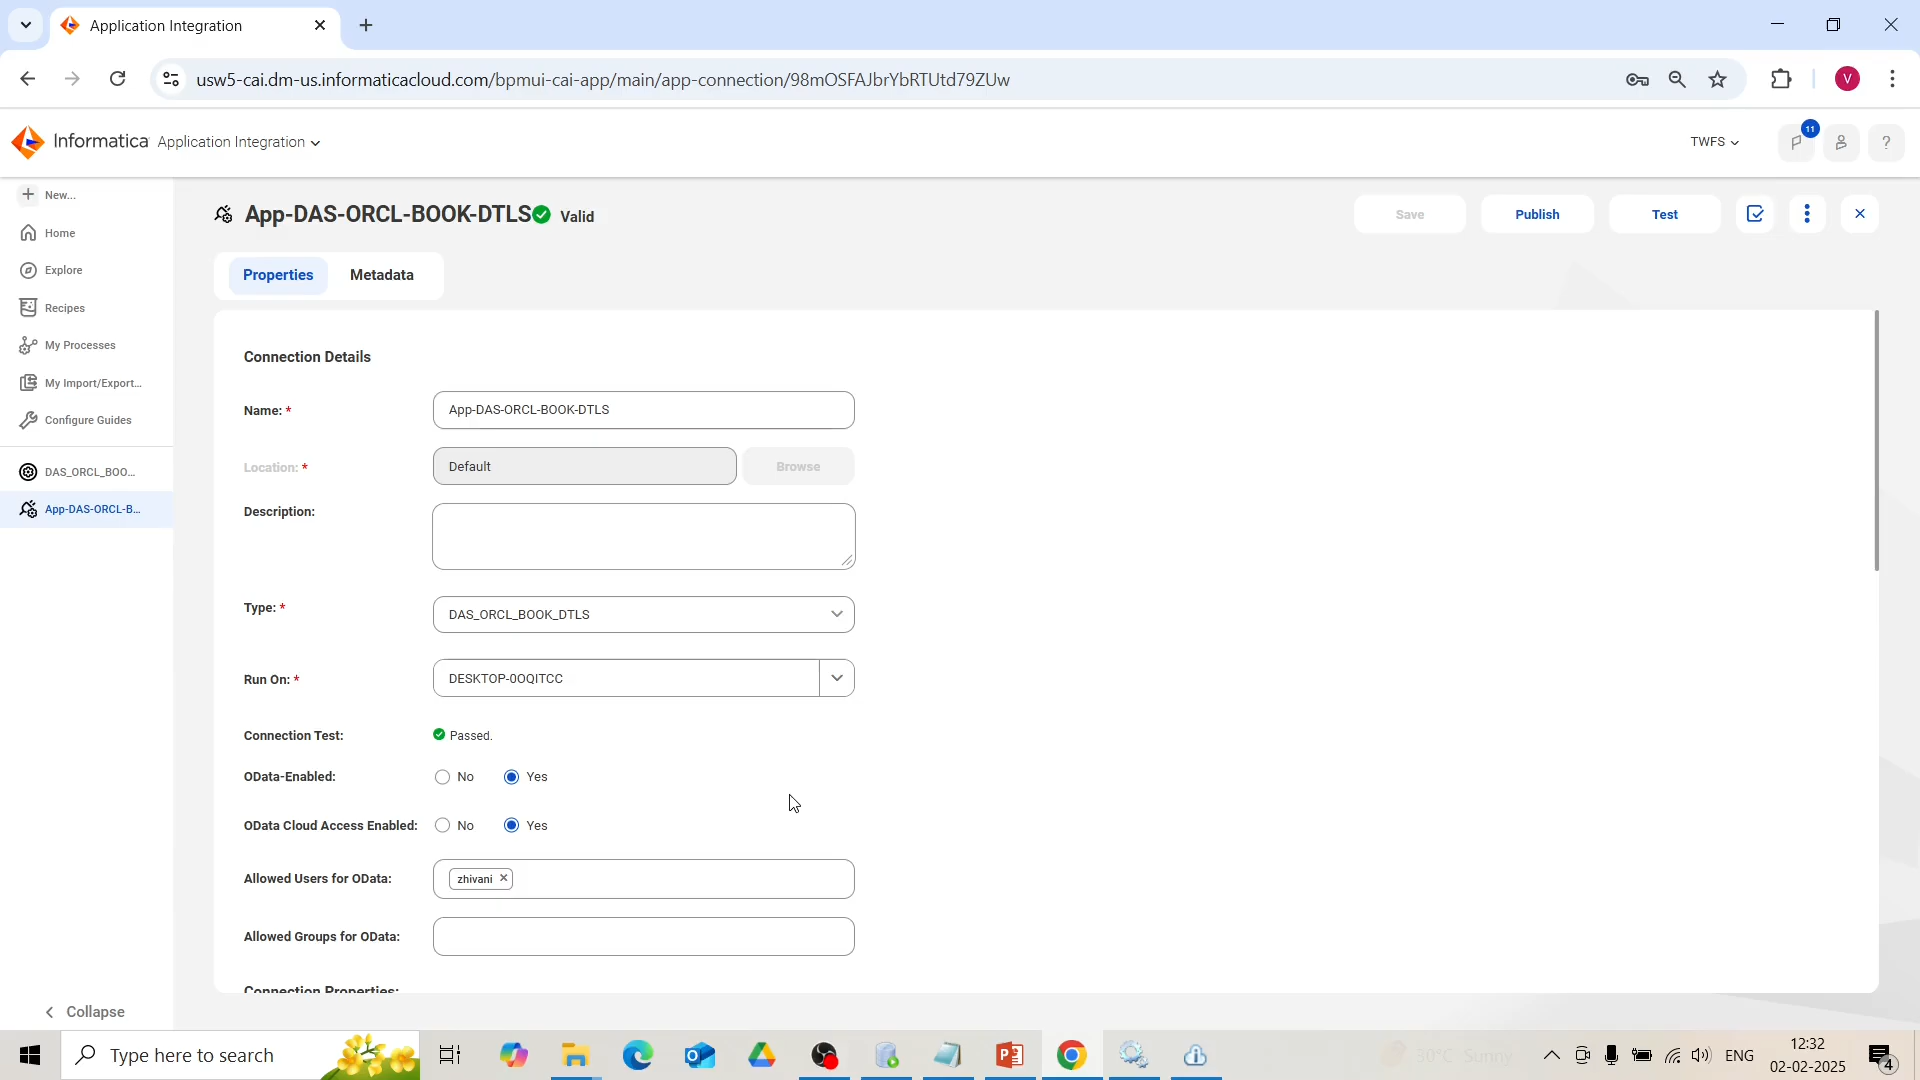 Application Integration
usw5-cai.dm-us.informaticacloud.com/bpmui-cai-app/main/app-connection/98mOSFAJbrYbRTUtd79ZUw
V
Informatica Application Integration
TWFS
11
?
New...
Home
Explore
Recipes
My Processes
My Import/Export...
Configure Guides
DAS_ORCL_BOO...
App-DAS-ORCL-B...
Collapse
App-DAS-ORCL-BOOK-DTLS Valid
Save
Publish
Test
Properties
Metadata
Connection Details
Name: * App-DAS-ORCL-BOOK-DTLS
Location: * Default Browse
Description:
Type: * DAS_ORCL_BOOK_DTLS
Run On: * DESKTOP-0OQITCC
Connection Test: Passed.
OData-Enabled: No Yes
OData Cloud Access Enabled: No Yes
Allowed Users for OData: zhivani
Allowed Groups for OData:
Connection Properties:
Type here to search
30°C Sunny
ENG
12:32
02-02-2025
4